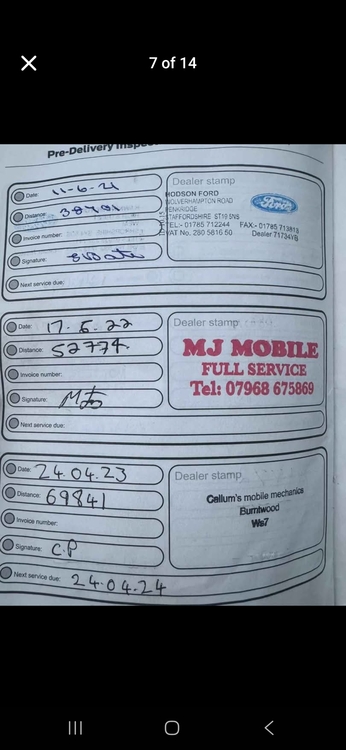 7 of 14
Pre-Delivery Inspec
Date: 11-6-21
Distance:
Invoice number:
Signature:
Next service due:
Dealer stamp
HODSON FORD
WOLVERHAMPTON ROAD
PENKRIDGE
STAFFORDSHIRE ST19 5NS
TEL:- 01785 712244 FAX:- 01785 713819
VAT No. 280 5816 50 Dealer 71734YB
Ford
Date: 17.5.22
Distance: 52774
Invoice number:
Signature:
Next service due:
Dealer stamp
MJ MOBILE
FULL SERVICE
Tel: 07968 675869
Date: 24.04.23
Distance: 69841
Invoice number:
Signature: C.P
Next service due: 24.04.24
Dealer stamp
Callum's mobile mechanics
Burntwood
Ws7